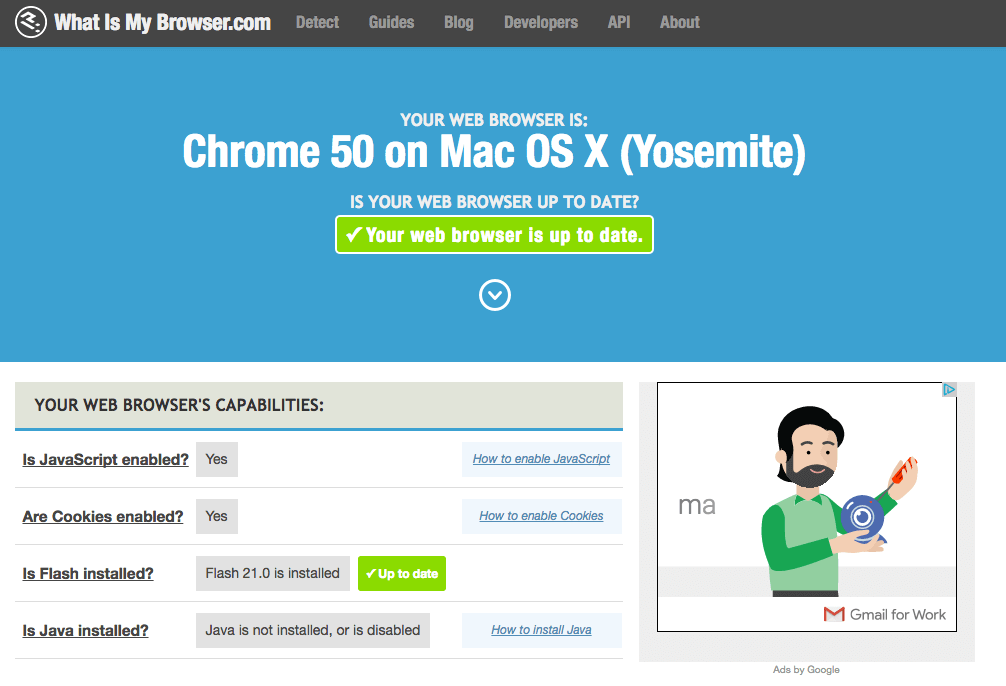 What Is My Browser.com Detect Guides Blog Developers API About
YOUR WEB BROWSER IS:
Chrome 50 on Mac OS X (Yosemite)
IS YOUR WEB BROWSER UP TO DATE?
✔Your web browser is up to date.
YOUR WEB BROWSER'S CAPABILITIES:
Is JavaScript enabled? Yes How to enable JavaScript
Are Cookies enabled? Yes How to enable Cookies
Is Flash installed? Flash 21.0 is installed ✔Up to date
Is Java installed? Java is not installed, or is disabled How to install Java
ma
Gmail for Work
Ads by Google